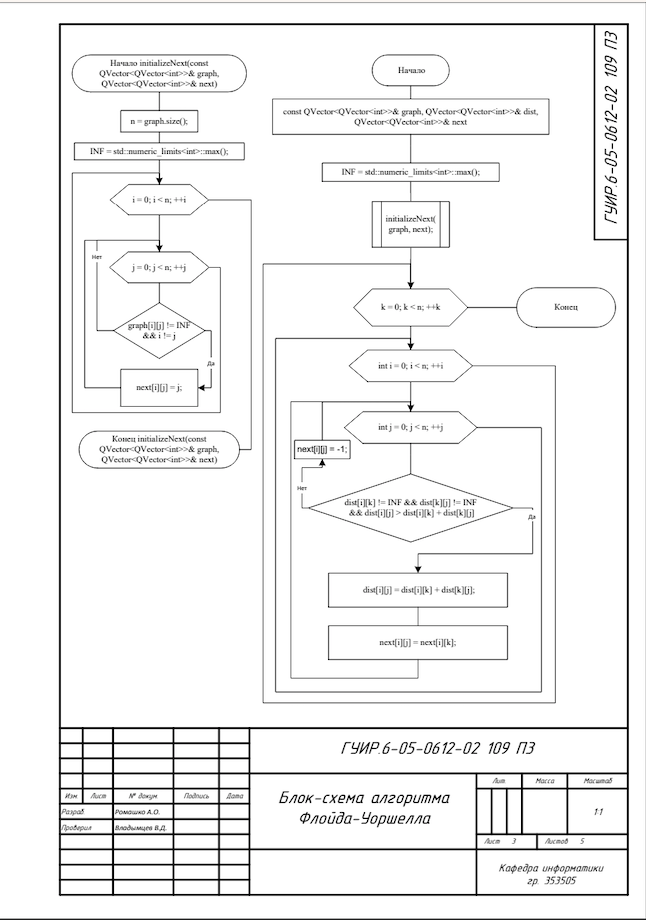 ГУИР.6-05-0612-02 109 ПЗ
Начало initializeNext(const
QVector<QVector<int>>& graph,
QVector<QVector<int>>& next)
n = graph.size();
INF = std::numeric_limits<int>::max();
i = 0; i < n; ++i
Нет
j = 0; j < n; ++j
graph[i][j] != INF
&& i != j
Да
next[i][j] = j;
Конец initializeNext(const
QVector<QVector<int>>& graph,
QVector<QVector<int>>& next)
Начало
const QVector<QVector<int>>& graph, QVector<QVector<int>>& dist,
QVector<QVector<int>>& next
INF = std::numeric_limits<int>::max();
initializeNext(
graph, next);
k = 0; k < n; ++k
Конец
int i = 0; i < n; ++i
int j = 0; j < n; ++j
next[i][j] = -1;
Нет
dist[i][k] != INF && dist[k][j] != INF
&& dist[i][j] > dist[i][k] + dist[k][j]
Да
dist[i][j] = dist[i][k] + dist[k][j];
next[i][j] = next[i][k];
ГУИР.6-05-0612-02 109 ПЗ
Изм Лист № докум. Подпись Дата
Разраб Ромашко А.О.
Проверил Владымцев В.Д.
Блок-схема алгоритма
Флойда-Уоршелла
Лит Масса Масштаб
1:1
Лист 3 Листов 5
Кафедра информатики
гр. 353505